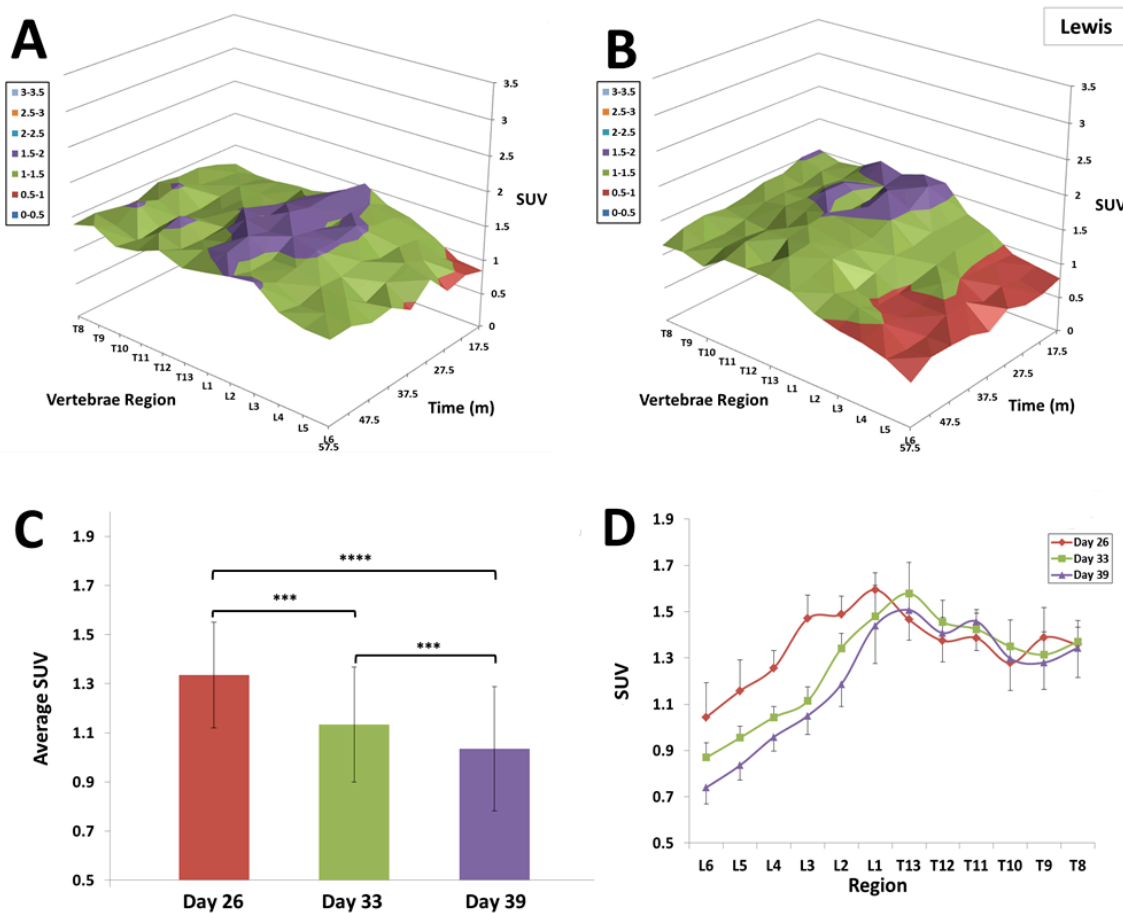 A
3.5
3
2.5
2
1.5
1
0.5
0
SUV
3-3.5
2.5-3
2-2.5
1.5-2
1-1.5
0.5-1
0-0.5
T8
T9
T10
T11
T12
T13
L1
L2
L3
L4
L5
L6
57.5
47.5
37.5
27.5
17.5
Vertebrae Region
Time (m)
B
Lewis
3.5
3
2.5
2
1.5
1
0.5
0
SUV
3-3.5
2.5-3
2-2.5
1.5-2
1-1.5
0.5-1
0-0.5
T8
T9
T10
T11
T12
T13
L1
L2
L3
L4
L5
L6
57.5
47.5
37.5
27.5
17.5
Vertebrae Region
Time (m)
C
1.9
1.7
1.5
1.3
1.1
0.9
0.7
0.5
Average SUV
****
***
***
Day 26 Day 33 Day 39
D
1.9
1.7
1.5
1.3
1.1
0.9
0.7
0.5
SUV
Day 26
Day 33
Day 39
L6 L5 L4 L3 L2 L1 T13 T12 T11 T10 T9 T8
Region